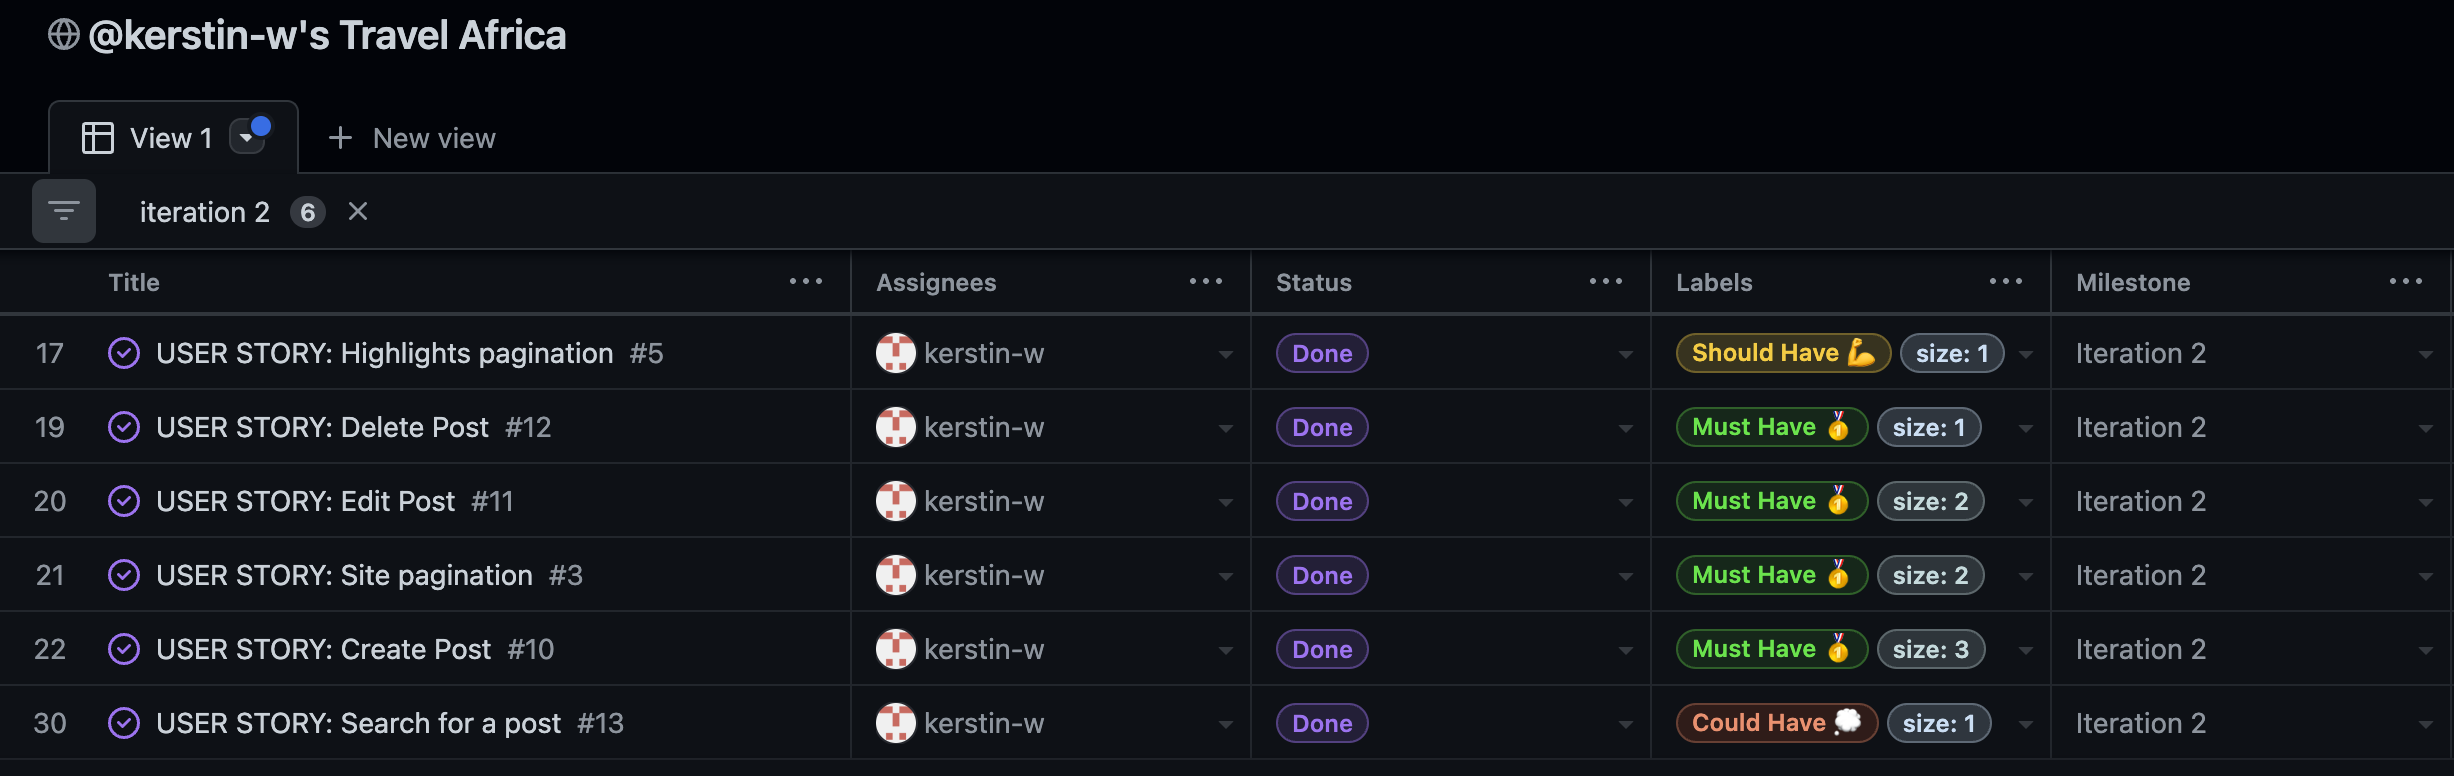 @kerstin-w's Travel Africa
View 1 New view
iteration 2 6
Title Assignees Status Labels Milestone
17 USER STORY: Highlights pagination #5 kerstin-w Done Should Have 💪 size: 1 Iteration 2
19 USER STORY: Delete Post #12 kerstin-w Done Must Have 🥇 size: 1 Iteration 2
20 USER STORY: Edit Post #11 kerstin-w Done Must Have 🥇 size: 2 Iteration 2
21 USER STORY: Site pagination #3 kerstin-w Done Must Have 🥇 size: 2 Iteration 2
22 USER STORY: Create Post #10 kerstin-w Done Must Have 🥇 size: 3 Iteration 2
30 USER STORY: Search for a post #13 kerstin-w Done Could Have 💭 size: 1 Iteration 2